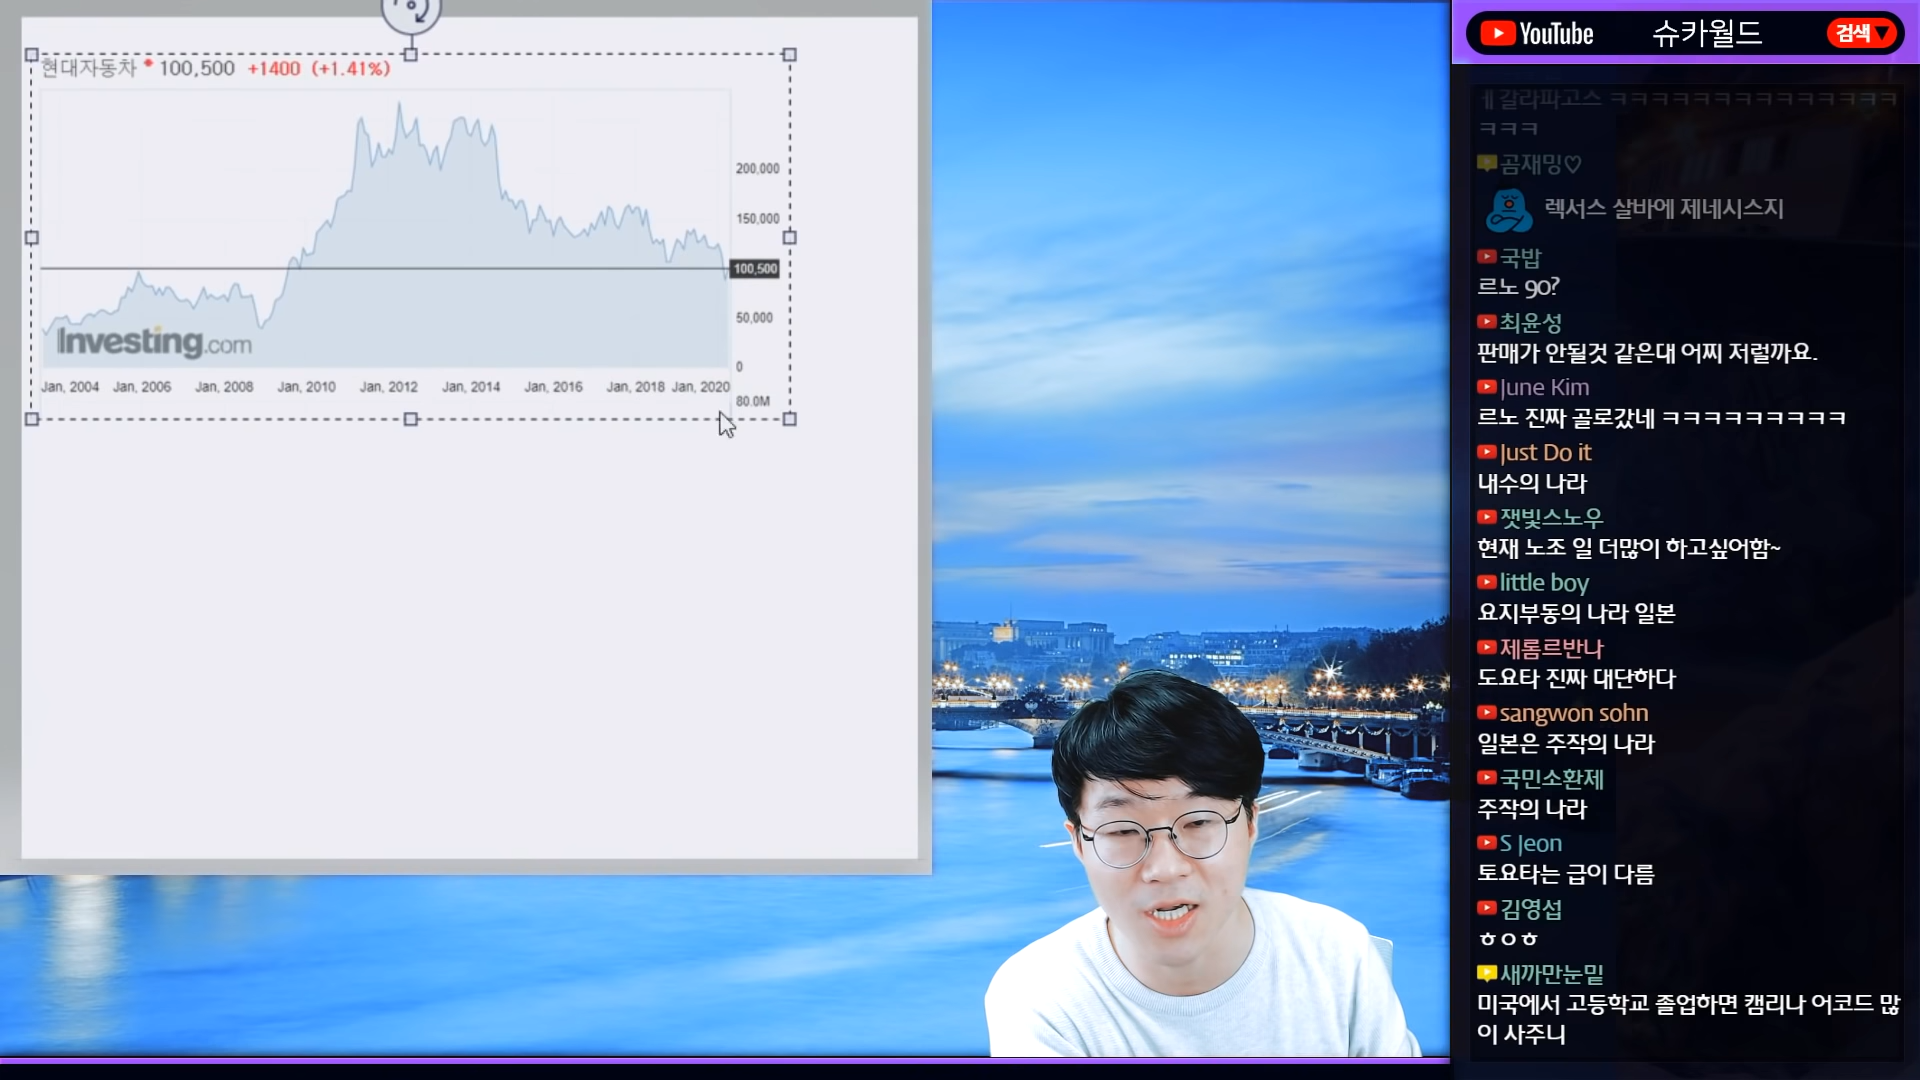 현대자동차 100,500 +1400 (+1.41%)
200,000
150,000
100,500
50,000
0
80.0M
Investing.com
Jan, 2004 Jan, 2006 Jan, 2008 Jan, 2010 Jan, 2012 Jan, 2014 Jan, 2016 Jan, 2018 Jan, 2020
YouTube 슈카월드 검색▼
갈라파고스 ㅋㅋㅋㅋㅋㅋㅋㅋㅋㅋㅋㅋㅋㅋ
ㅋㅋㅋ
곰재밍♡
렉서스 살바에 제네시스지
국밥
르노 90?
최윤성
판매가 안될것 같은대 어찌 저럴까요.
June Kim
르노 진짜 골로갔네 ㅋㅋㅋㅋㅋㅋㅋㅋㅋ
Just Do it
내수의 나라
잿빛스노우
현재 노조 일 더많이 하고싶어함~
little boy
요지부동의 나라 일본
제롬르반나
도요타 진짜 대단하다
sangwon sohn
일본은 주작의 나라
국민소환제
주작의 나라
S Jeon
토요타는 급이 다름
김영섭
ㅎㅇㅎ
새까만눈밑
미국에서 고등학교 졸업하면 캠리나 어코드 많
이 사주니